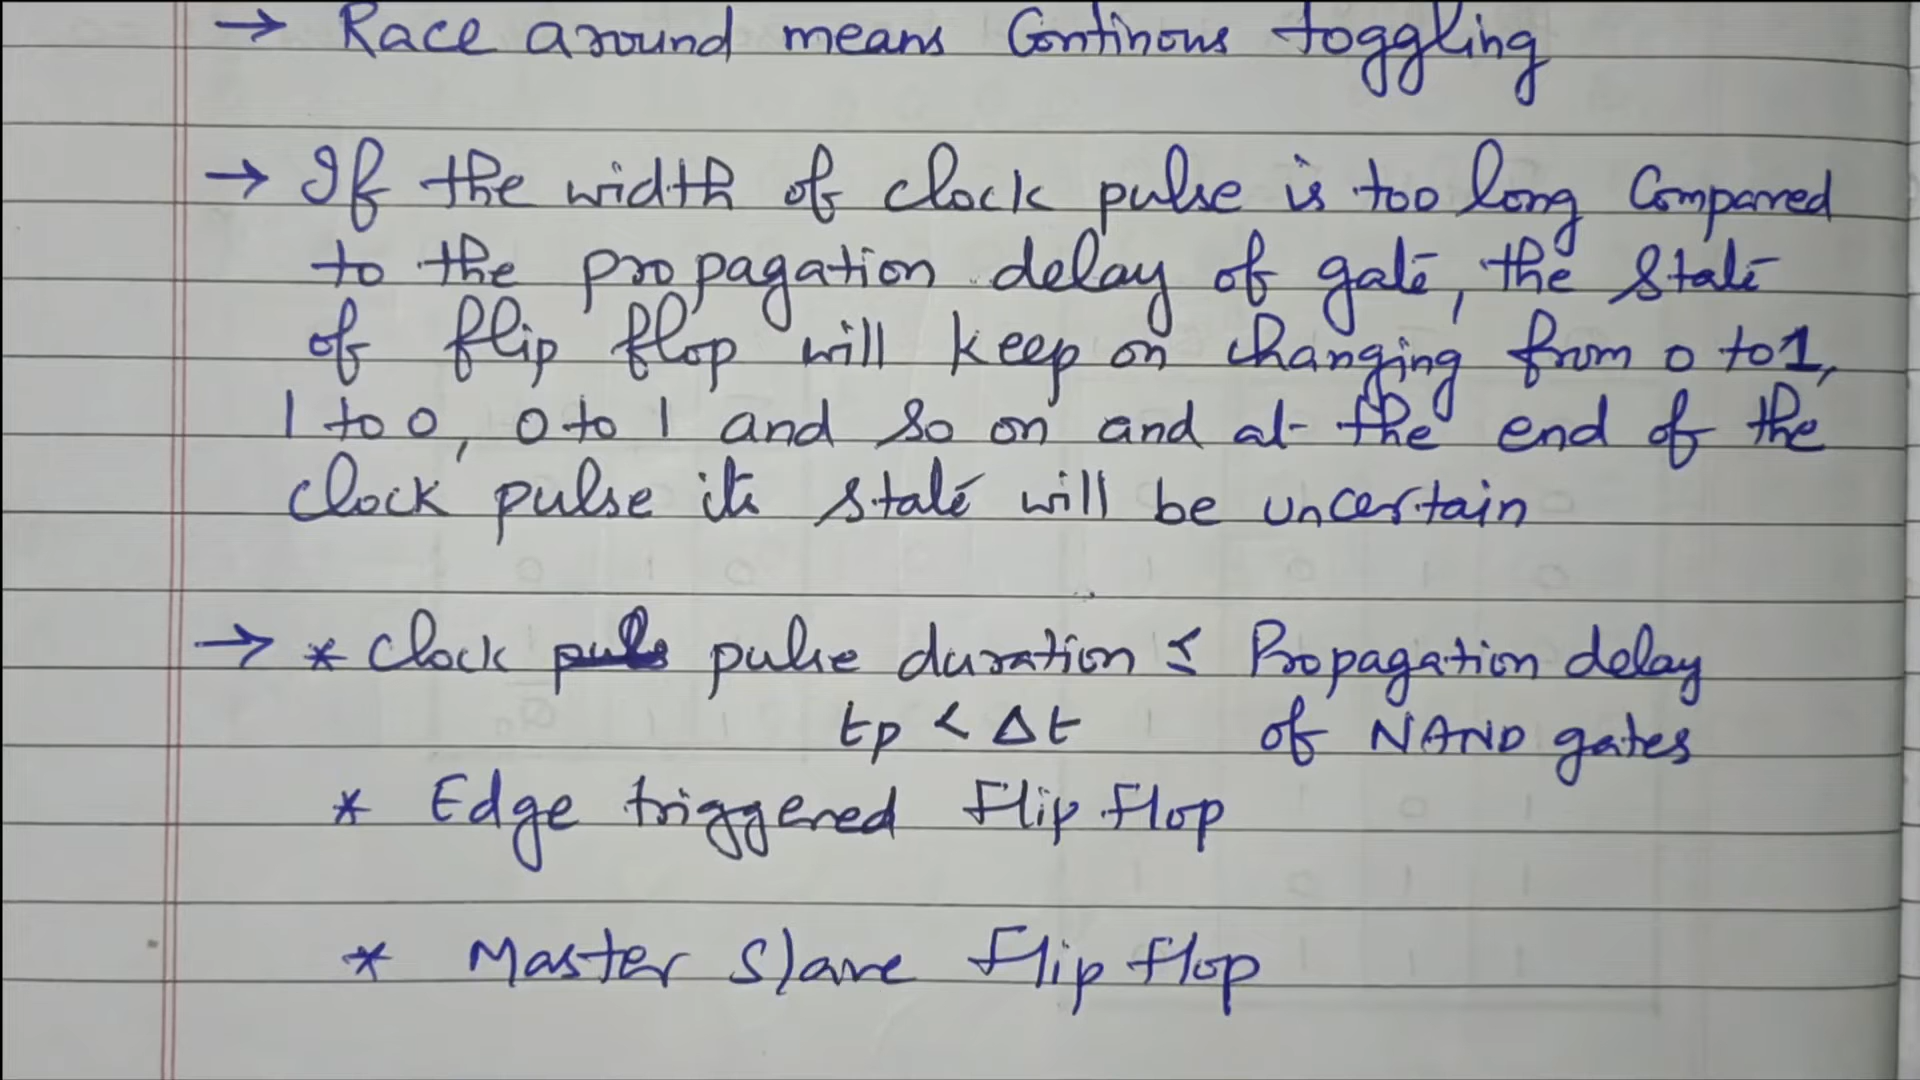 → Race around means Continous toggling
→ If the width of clock pulse is too long Compared
to the propagation delay of gate, the state
of flip flop will keep on changing from 0 to 1,
1 to 0, 0 to 1 and so on and at the end of the
clock pulse its state will be uncertain
→ * Clock pulse duration ≤ Propagation delay
tp < Δt of NAND gates
* Edge triggered Flip flop
* Master slave Flip flop